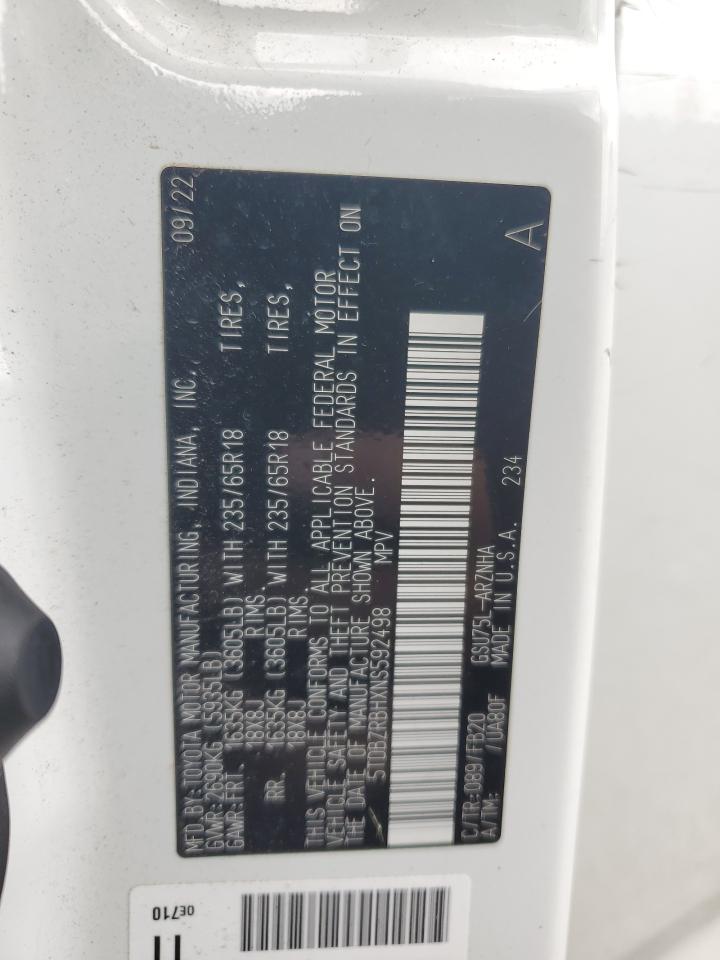 MFD.BY:TOYOTA MOTOR MANUFACTURING, INDIANA, INC. 09/22
GVWR:2690KG (5935LB)
GAWR:FRT. 1635KG (3605LB) WITH 235/65R18 TIRES,
18X8J RIMS.
RR. 1635KG (3605LB) WITH 235/65R18 TIRES,
18X8J RIMS.
THIS VEHICLE CONFORMS TO ALL APPLICABLE FEDERAL MOTOR
VEHICLE SAFETY AND THEFT PREVENTION STANDARDS IN EFFECT ON
THE DATE OF MANUFACTURE SHOWN ABOVE.
5TDBZRBHXNS592498 MPV
C/TR:089/FB20 GSU75L-ARZNHA A
A/TM: /UA80F MADE IN U.S.A. 234
0E710